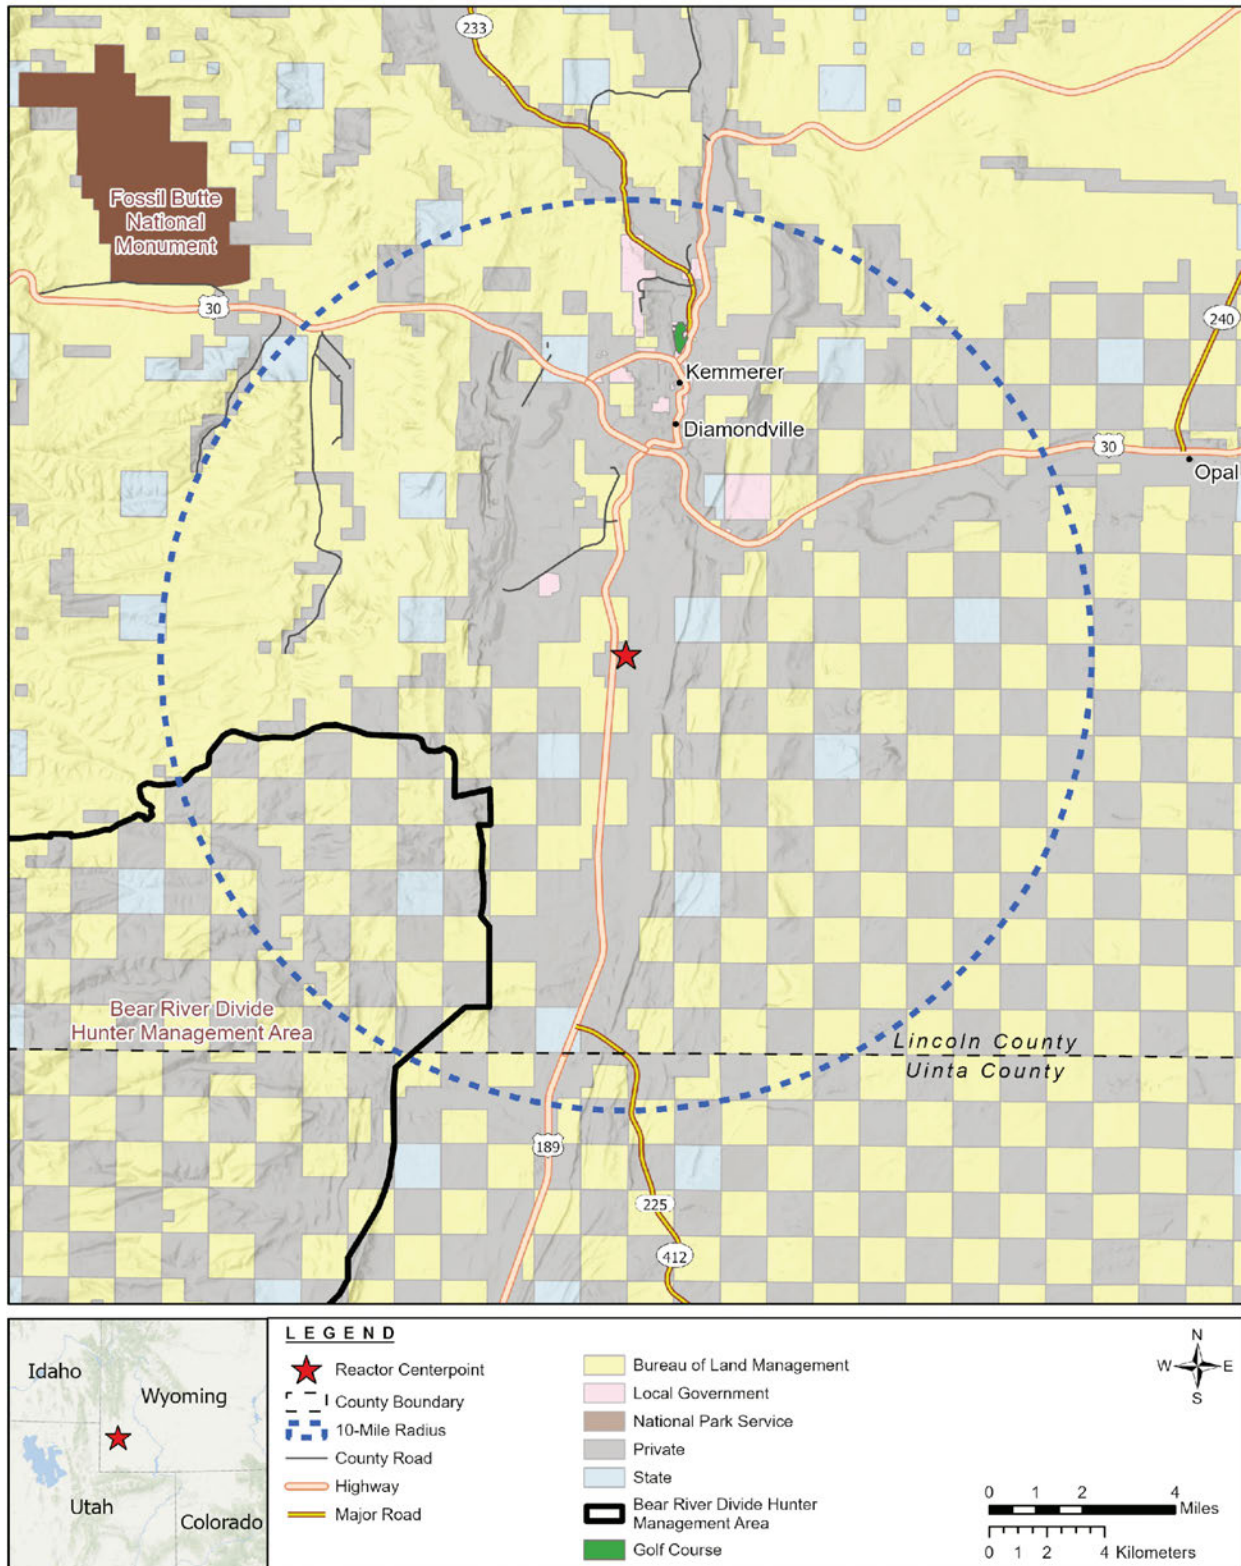 233
Fossil Butte
National
Monument
30
240
Kemmerer
Diamondville
30
Opal
Bear River Divide
Hunter Management Area
Lincoln County
Uinta County
189
225
412
Idaho
Wyoming
Utah
Colorado
LEGEND
Reactor Centerpoint
County Boundary
10-Mile Radius
County Road
Highway
Major Road
Bureau of Land Management
Local Government
National Park Service
Private
State
Bear River Divide Hunter
Management Area
Golf Course
N
W E
S
0 1 2 4
Miles
0 1 2 4 Kilometers